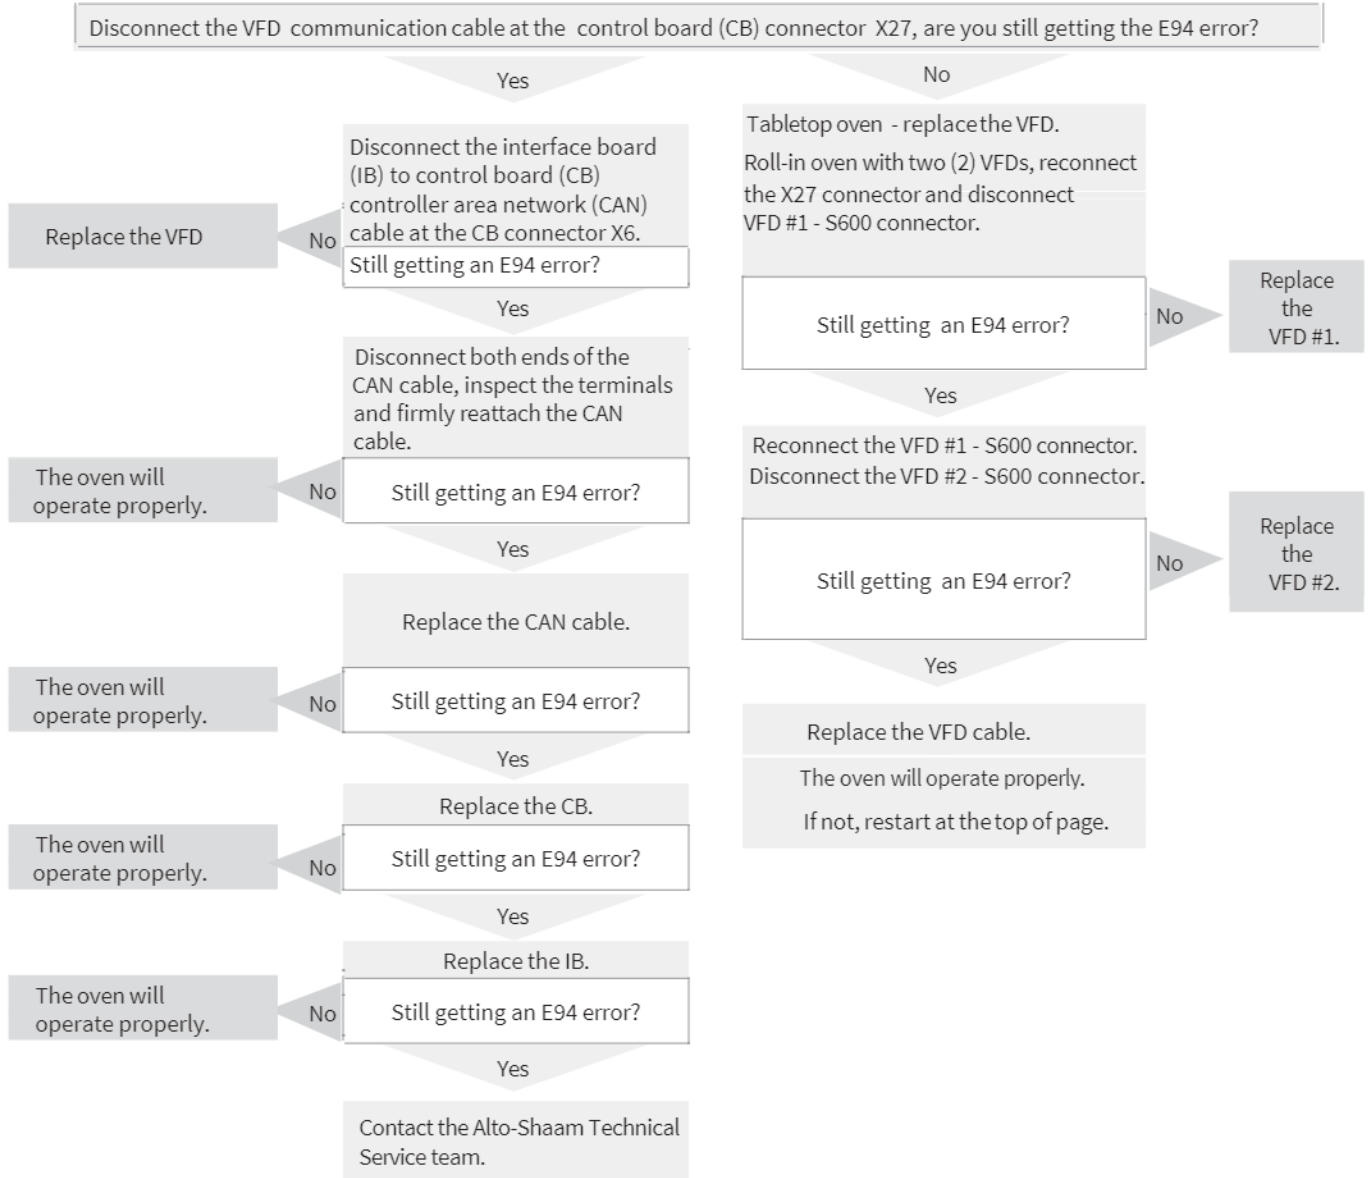 Disconnect the VFD communication cable at the control board (CB) connector X27, are you still getting the E94 error?
Yes
Disconnect the interface board
(IB) to control board (CB)
controller area network (CAN)
cable at the CB connector X6.
Still getting an E94 error?
No
Replace the VFD
Yes
Disconnect both ends of the
CAN cable, inspect the terminals
and firmly reattach the CAN
cable.
Still getting an E94 error?
No
The oven will
operate properly.
Yes
Replace the CAN cable.
Still getting an E94 error?
No
The oven will
operate properly.
Yes
Replace the CB.
Still getting an E94 error?
No
The oven will
operate properly.
Yes
Replace the IB.
Still getting an E94 error?
No
The oven will
operate properly.
Yes
Contact the Alto-Shaam Technical
Service team.
No
Tabletop oven - replace the VFD.
Roll-in oven with two (2) VFDs, reconnect
the X27 connector and disconnect
VFD #1 - S600 connector.
Still getting an E94 error?
No
Replace
the
VFD #1.
Yes
Reconnect the VFD #1 - S600 connector.
Disconnect the VFD #2 - S600 connector.
Still getting an E94 error?
No
Replace
the
VFD #2.
Yes
Replace the VFD cable.
The oven will operate properly.
If not, restart at the top of page.